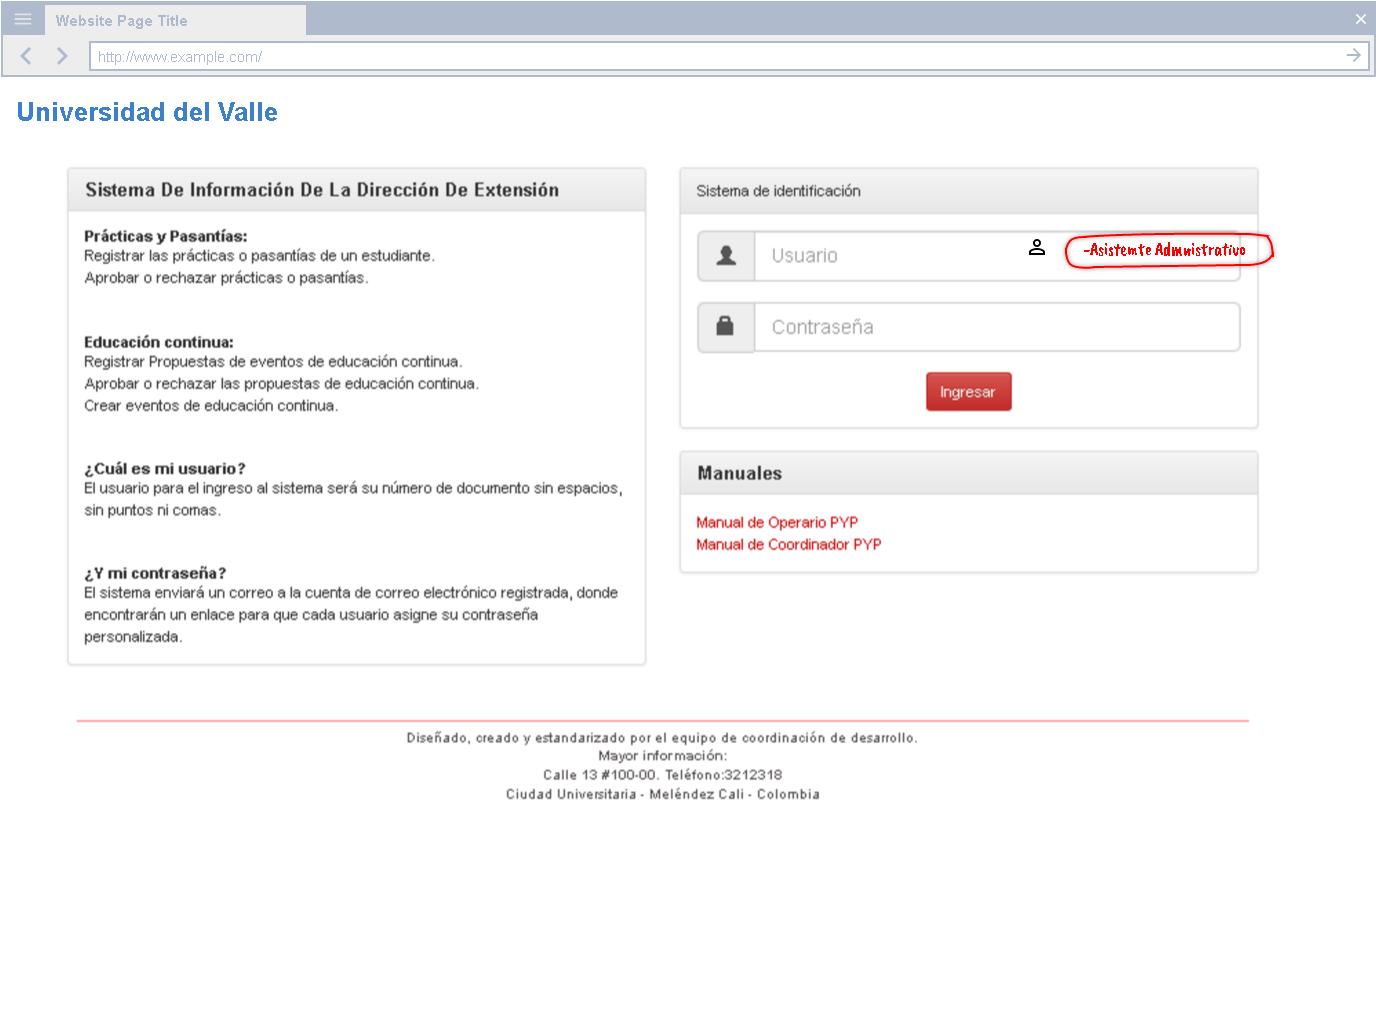 Website Page Title
http://www.example.com/
Universidad del Valle
Sistema De Información De La Dirección De Extensión
Prácticas y Pasantías:
Registrar las prácticas o pasantías de un estudiante.
Aprobar o rechazar prácticas o pasantías.
Educación continua:
Registrar Propuestas de eventos de educación continua.
Aprobar o rechazar las propuestas de educación continua.
Crear eventos de educación continua.
¿Cuál es mi usuario?
El usuario para el ingreso al sistema será su número de documento sin espacios,
sin puntos ni comas.
¿Y mi contraseña?
El sistema enviará un correo a la cuenta de correo electrónico registrada, donde
encontrarán un enlace para que cada usuario asigne su contraseña
personalizada.
Sistema de identificación
Usuario
-Asistemte Admnistrativo
Contraseña
Ingresar
Manuales
Manual de Operario PYP
Manual de Coordinador PYP
Diseñado, creado y estandarizado por el equipo de coordinación de desarrollo.
Mayor información:
Calle 13 #100-00. Teléfono:3212318
Ciudad Universitaria - Meléndez Cali - Colombia